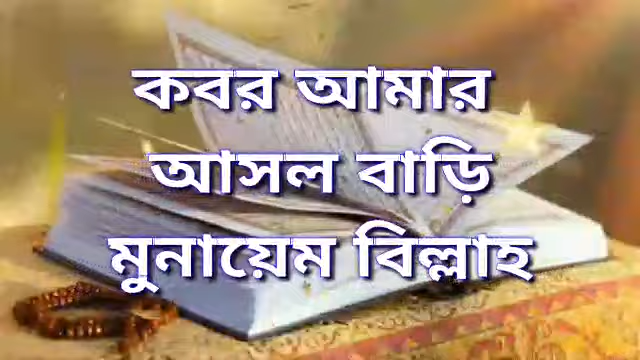 কবর আমার
আসল বাড়ি
মুনায়েম বিল্লাহ